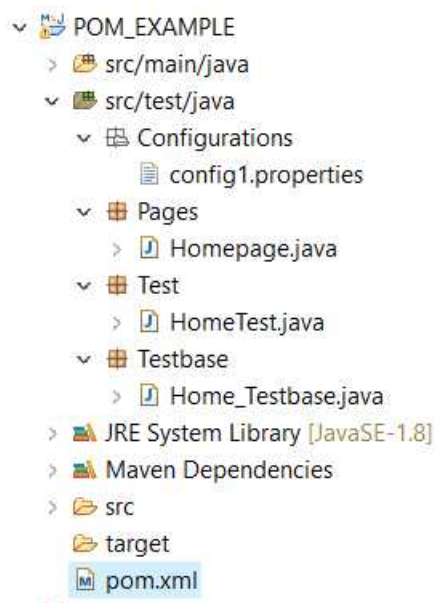 POM_EXAMPLE
src/main/java
src/test/java
Configurations
config1.properties
Pages
Homepage.java
Test
HomeTest.java
Testbase
Home_Testbase.java
JRE System Library [JavaSE-1.8]
Maven Dependencies
src
target
pom.xml